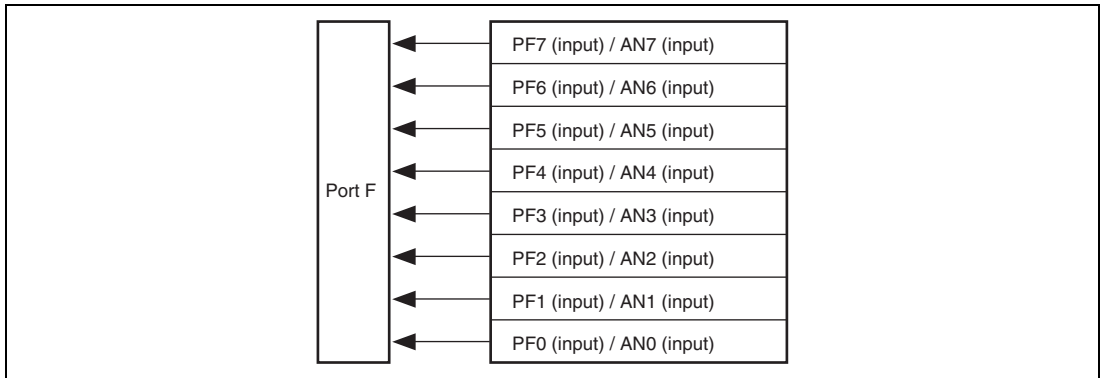 PF7 (input) / AN7 (input)
PF6 (input) / AN6 (input)
PF5 (input) / AN5 (input)
PF4 (input) / AN4 (input)
Port F
PF3 (input) / AN3 (input)
PF2 (input) / AN2 (input)
PF1 (input) / AN1 (input)
PF0 (input) / AN0 (input)